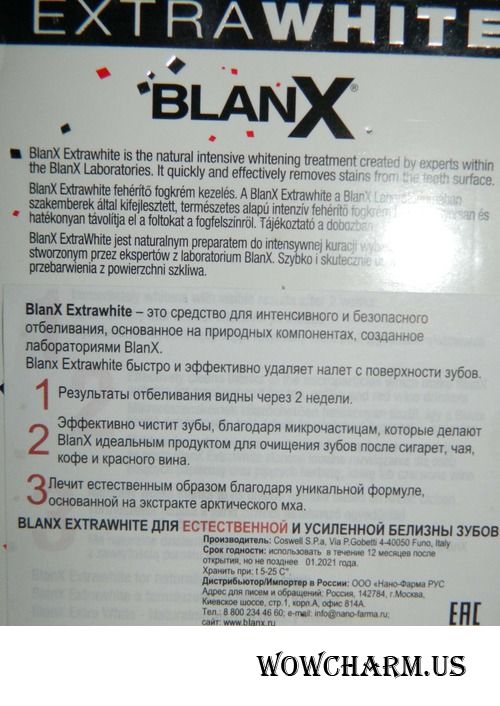 EXTRAWHITE
BLANX®
BlanX Extrawhite is the natural intensive whitening treatment created by experts within
the BlanX Laboratories. It quickly and effectively removes stains from the teeth surface.
BlanX Extrawhite fehérítő fogkrém kezelés. A BlanX Extrawhite a BlanX
szakemberek által kifejlesztett, természetes alapú intenzív fehérítő fogkrém és
hatékonyan távolítja el a foltokat a fogfelszínről. Tájékoztató a dobozban
BlanX ExtraWhite jest naturalnym preparatem do intensywnej kuracji
stworzonym przez ekspertów z laboratorium BlanX. Szybko i skutecznie
przebarwienia z powierzchni szkliwa.
BlanX Extrawhite – это средство для интенсивного и безопасного
отбеливания, основанное на природных компонентах, созданное
лабораториями BlanX.
Blanx Extrawhite быстро и эффективно удаляет налет с поверхности зубов.
1 Результаты отбеливания видны через 2 недели.
2 Эффективно чистит зубы, благодаря микрочастицам, которые делают
BlanX идеальным продуктом для очищения зубов после сигарет, чая,
кофе и красного вина.
3 Лечит естественным образом благодаря уникальной формуле,
основанной на экстракте арктического мха.
BLANX EXTRAWHITE ДЛЯ ЕСТЕСТВЕННОЙ И УСИЛЕННОЙ БЕЛИЗНЫ ЗУБОВ
Производитель: Coswell S.P.a, Via P.Gobetti 4-40050 Funo, Italy
Срок годности: использовать в течение 12 месяцев после
открытия, но не позднее 01.2021 года.
Хранить при: t 5-25 C°.
Дистрибьютор/Импортер в России: ООО «Нано-Фарма РУС
Адрес для писем и обращений: Россия, 142784, г.Москва,
Киевское шоссе, стр.1, корп.А, офис 814А.
Тел.: 8 800 234 46 60; e-mail: info@nano-farma.ru;
сайт: www.blanx.ru
EAC
WOWCHARM.US